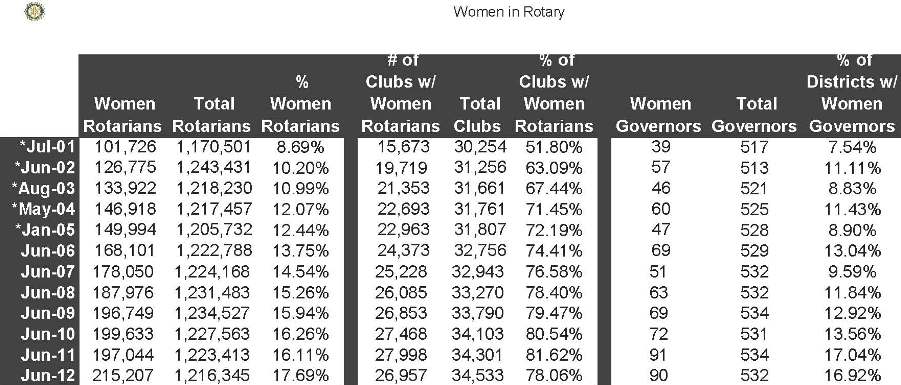 Women in Rotary
# of % of % of
% Clubs w/ Clubs w/ Districts w/
Women Total Women Women Total Women Women Total Women
Rotarians Rotarians Rotarians Rotarians Clubs Rotarians Governors Governors Governors
*Jul-01 101,726 1,170,501 8.69% 15,673 30,254 51.80% 39 517 7.54%
*Jun-02 126,775 1,243,431 10.20% 19,719 31,256 63.09% 57 513 11.11%
*Aug-03 133,922 1,218,230 10.99% 21,353 31,661 67.44% 46 521 8.83%
*May-04 146,918 1,217,457 12.07% 22,693 31,761 71.45% 60 525 11.43%
*Jan-05 149,994 1,205,732 12.44% 22,963 31,807 72.19% 47 528 8.90%
Jun-06 168,101 1,222,788 13.75% 24,373 32,756 74.41% 69 529 13.04%
Jun-07 178,050 1,224,168 14.54% 25,228 32,943 76.58% 51 532 9.59%
Jun-08 187,976 1,231,483 15.26% 26,085 33,270 78.40% 63 532 11.84%
Jun-09 196,749 1,234,527 15.94% 26,853 33,790 79.47% 69 534 12.92%
Jun-10 199,633 1,227,563 16.26% 27,468 34,103 80.54% 72 531 13.56%
Jun-11 197,044 1,223,413 16.11% 27,998 34,301 81.62% 91 534 17.04%
Jun-12 215,207 1,216,345 17.69% 26,957 34,533 78.06% 90 532 16.92%